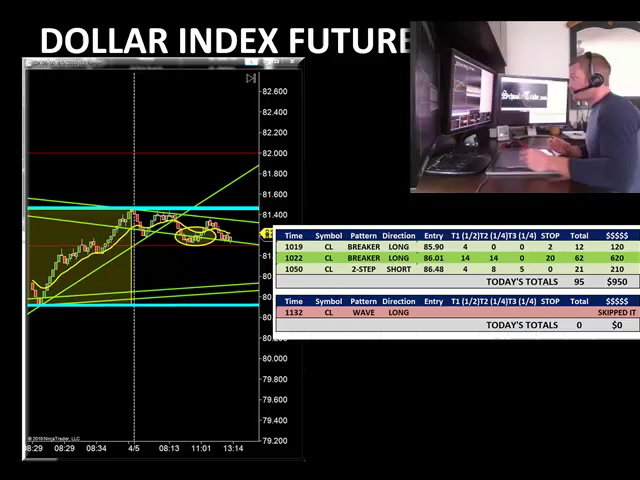 DOLLAR INDEX FUTURE
82.600
82.400
82.200
82.000
81.800
81.600
81.400
80.000
79.800
79.600
79.400
79.200
© 2010 NinjaTrader, LLC
08:29 08:34 4/5 08:13 11:01 13:14
Time Symbol Pattern Direction Entry T1 (1/2) T2 (1/4) T3 (1/4) STOP Total $$$$$
1019 CL BREAKER LONG 85.90 4 0 0 2 12 120
1022 CL BREAKER LONG 86.01 14 14 0 20 62 620
1050 CL 2-STEP SHORT 86.48 4 8 5 0 21 210
TODAY'S TOTALS 95 $950
Time Symbol Pattern Direction Entry T1 (1/2) T2 (1/4) T3 (1/4) STOP Total $$$$$
1132 CL WAVE LONG SKIPPED IT
TODAY'S TOTALS 0 $0